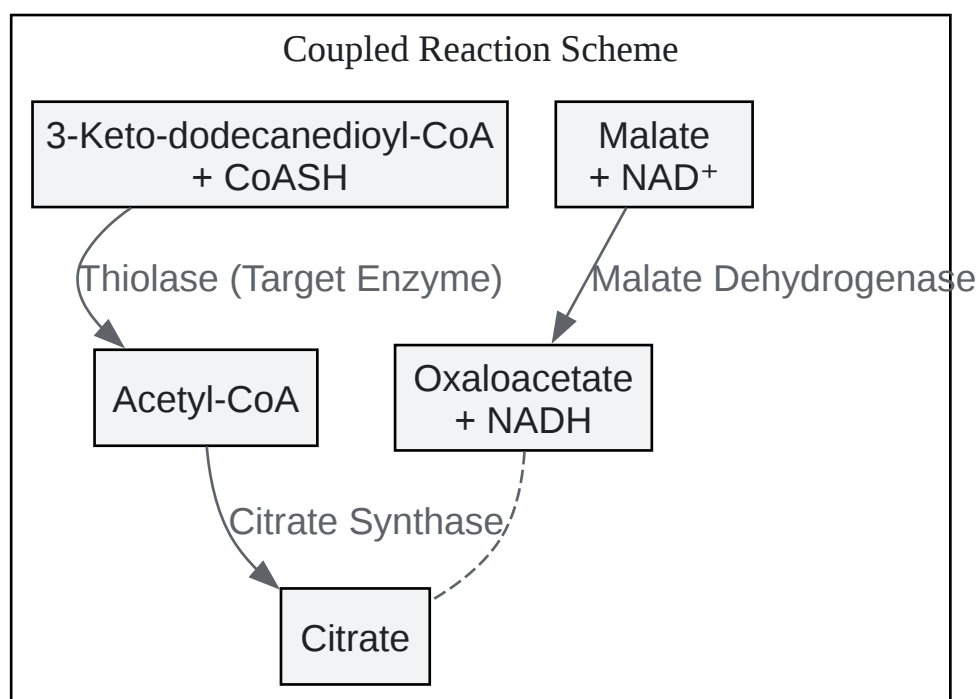 Coupled Reaction Scheme
3-Keto-dodecanedioyl-CoA
+ CoASH
Malate
+ NAD⁺
Thiolase (Target Enzyme)
Malate Dehydrogenase
Acetyl-CoA
Oxaloacetate
+ NADH
Citrate Synthase
Citrate